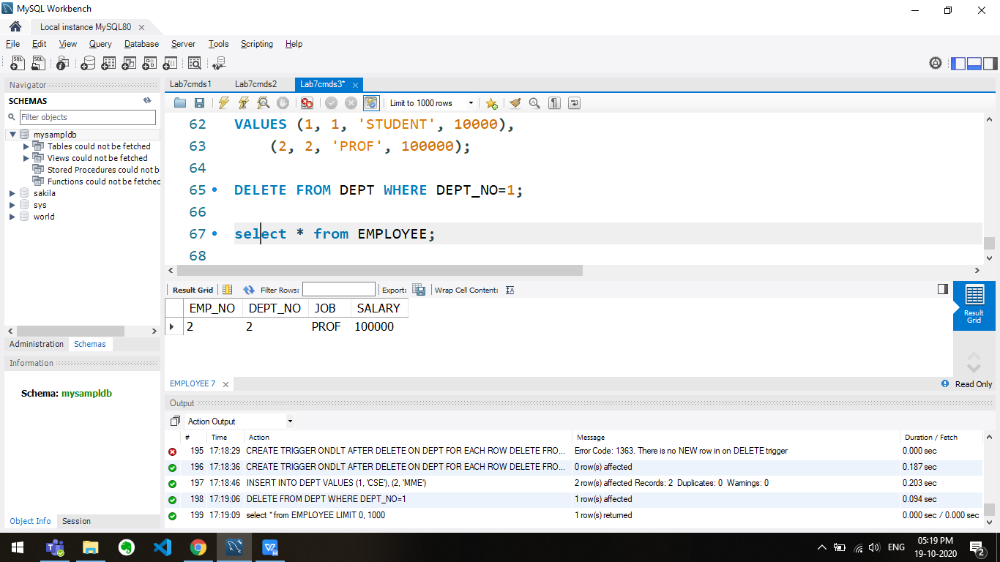 MySQL Workbench
Local instance MySQL80
File Edit View Query Database Server Tools Scripting Help
Navigator
SCHEMAS
Filter objects
mysampldb
Tables could not be fetched
Views could not be fetched
Stored Procedures could not b
Functions could not be fetched
sakila
sys
world
Administration Schemas
Information
Schema: mysampldb
Object Info Session
Lab7cmds1 Lab7cmds2 Lab7cmds3*
Limit to 1000 rows
62 VALUES (1, 1, 'STUDENT', 10000),
63 (2, 2, 'PROF', 100000);
64
65 DELETE FROM DEPT WHERE DEPT_NO=1;
66
67 select * from EMPLOYEE;
68
Result Grid Filter Rows: Export: Wrap Cell Content:
EMP_NO DEPT_NO JOB SALARY
2 2 PROF 100000
Result
Grid
EMPLOYEE 7 Read Only
Output
Action Output
# Time Action Message Duration / Fetch
195 17:18:29 CREATE TRIGGER ONDLT AFTER DELETE ON DEPT FOR EACH ROW DELETE FRO... Error Code: 1363. There is no NEW row in on DELETE trigger 0.000 sec
196 17:18:36 CREATE TRIGGER ONDLT AFTER DELETE ON DEPT FOR EACH ROW DELETE FRO... 0 row(s) affected 0.187 sec
197 17:18:46 INSERT INTO DEPT VALUES (1, 'CSE'), (2, 'MME') 2 row(s) affected Records: 2 Duplicates: 0 Warnings: 0 0.203 sec
198 17:19:06 DELETE FROM DEPT WHERE DEPT_NO=1 1 row(s) affected 0.094 sec
199 17:19:09 select * from EMPLOYEE LIMIT 0, 1000 1 row(s) returned 0.000 sec / 0.000 sec
ENG
05:19 PM
19-10-2020
2